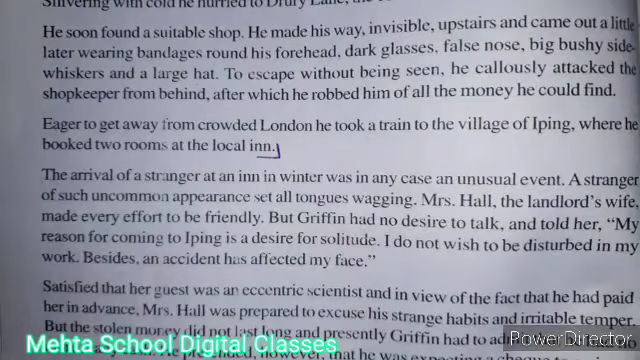 Shivering with cold he hurried to Drury Lane, the
He soon found a suitable shop. He made his way, invisible, upstairs and came out a little
later wearing bandages round his forehead, dark glasses, false nose, big bushy side-
whiskers and a large hat. To escape without being seen, he callously attacked the
shopkeeper from behind, after which he robbed him of all the money he could find.
Eager to get away from crowded London he took a train to the village of Iping, where he
booked two rooms at the local inn.
The arrival of a stranger at an inn in winter was in any case an unusual event. A stranger
of such uncommon appearance set all tongues wagging. Mrs. Hall, the landlord's wife,
made every effort to be friendly. But Griffin had no desire to talk, and told her, "My
reason for coming to Iping is a desire for solitude. I do not wish to be disturbed in my
work. Besides, an accident has affected my face."
Satisfied that her guest was an eccentric scientist and in view of the fact that he had paid
her in advance, Mrs. Hall was prepared to excuse his strange habits and irritable temper.
But the stolen money did not last long and presently Griffin had to
he was expecting a cheque
Mehta School Digital Classes
PowerDirector